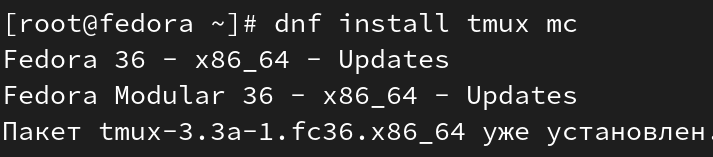 [root@fedora ~]# dnf install tmux mc
Fedora 36 - x86_64 - Updates
Fedora Modular 36 - x86_64 - Updates
Пакет tmux-3.3a-1.fc36.x86_64 уже установлен.